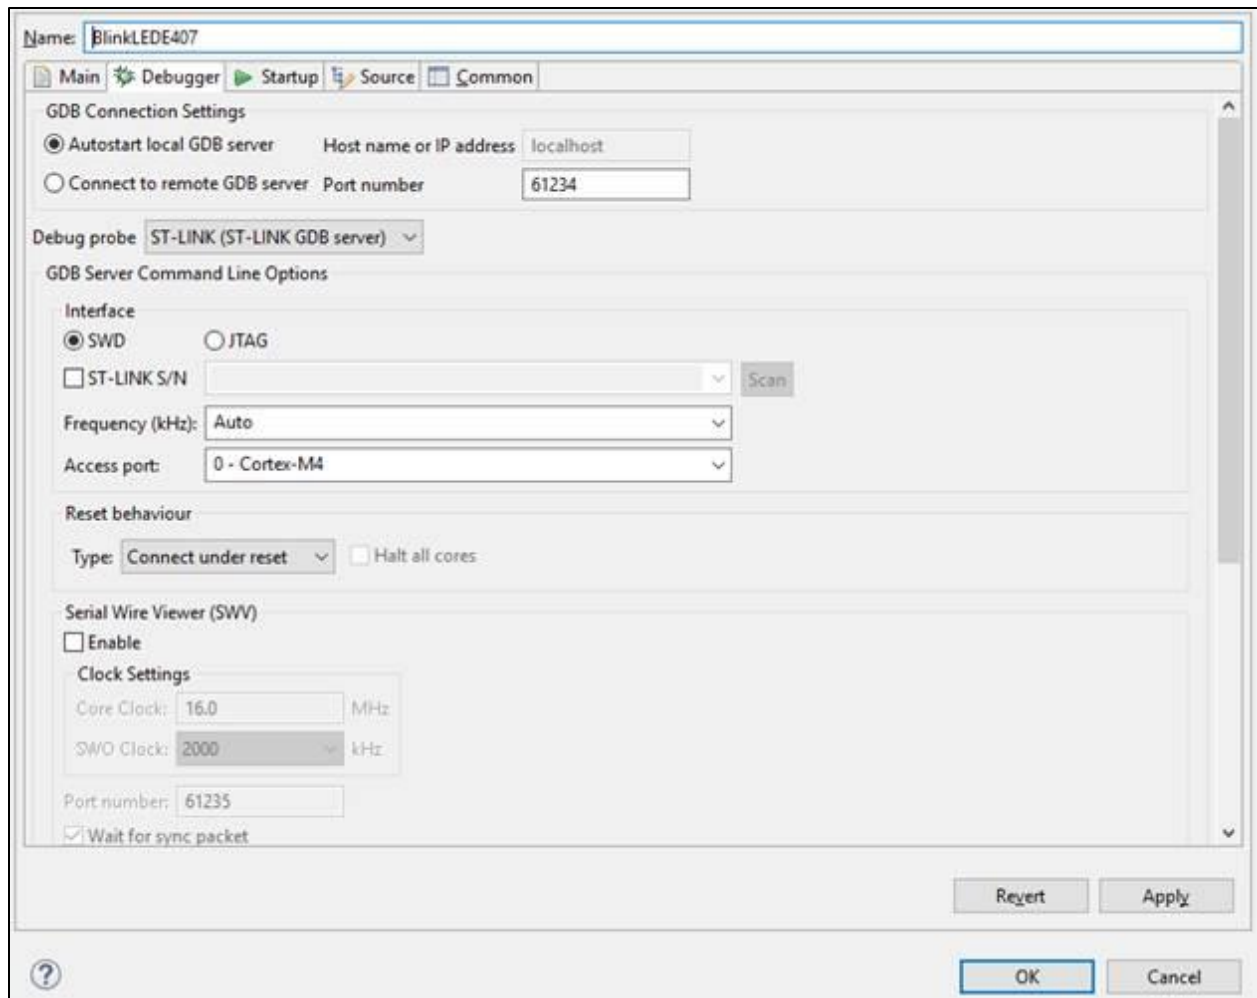 Name: BlinkLEDE407
Main Debugger Startup Source Common
GDB Connection Settings
Autostart local GDB server Host name or IP address localhost
Connect to remote GDB server Port number 61234
Debug probe ST-LINK (ST-LINK GDB server)
GDB Server Command Line Options
Interface
SWD JTAG
ST-LINK S/N Scan
Frequency (kHz): Auto
Access port: 0 - Cortex-M4
Reset behaviour
Type: Connect under reset Halt all cores
Serial Wire Viewer (SWV)
Enable
Clock Settings
Core Clock: 16.0 MHz
SWO Clock: 2000 kHz
Port number: 61235
Wait for sync packet
Revert Apply
? OK Cancel